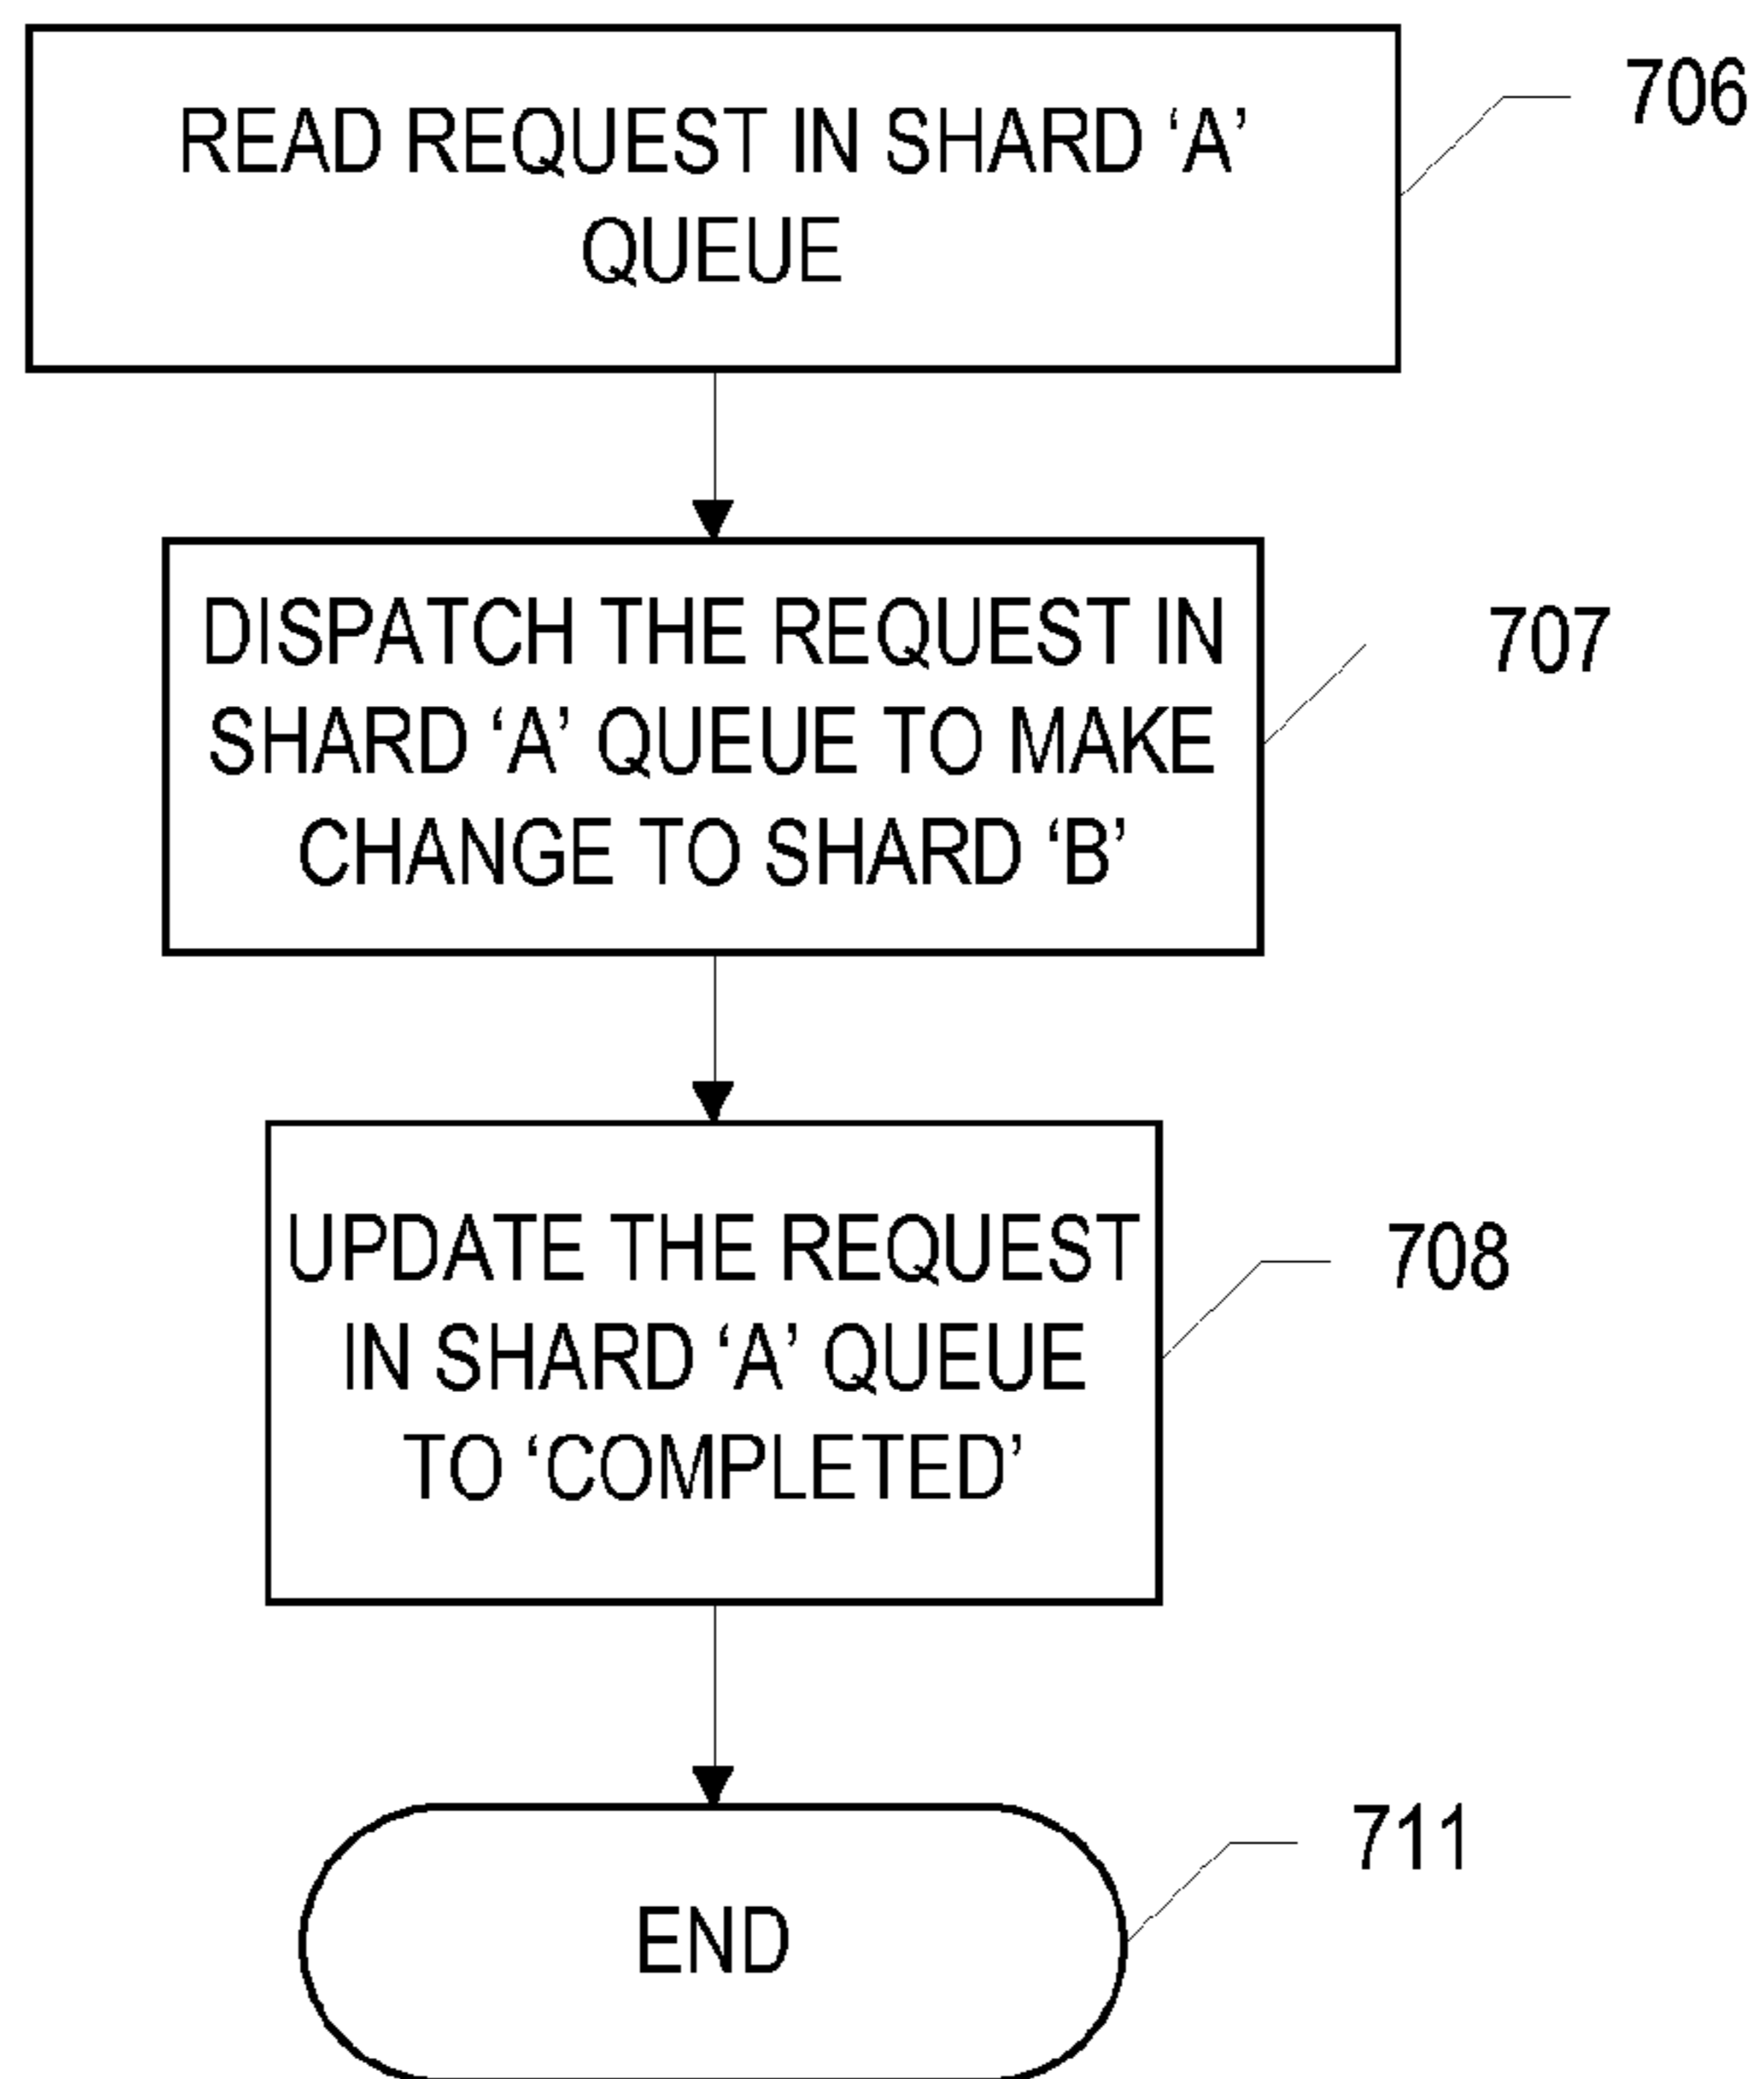 READ REQUEST IN SHARD ‘A’
QUEUE
706
DISPATCH THE REQUEST IN
SHARD ‘A’ QUEUE TO MAKE
CHANGE TO SHARD ‘B’
707
UPDATE THE REQUEST
IN SHARD ‘A’ QUEUE
TO ‘COMPLETED’
708
END
711